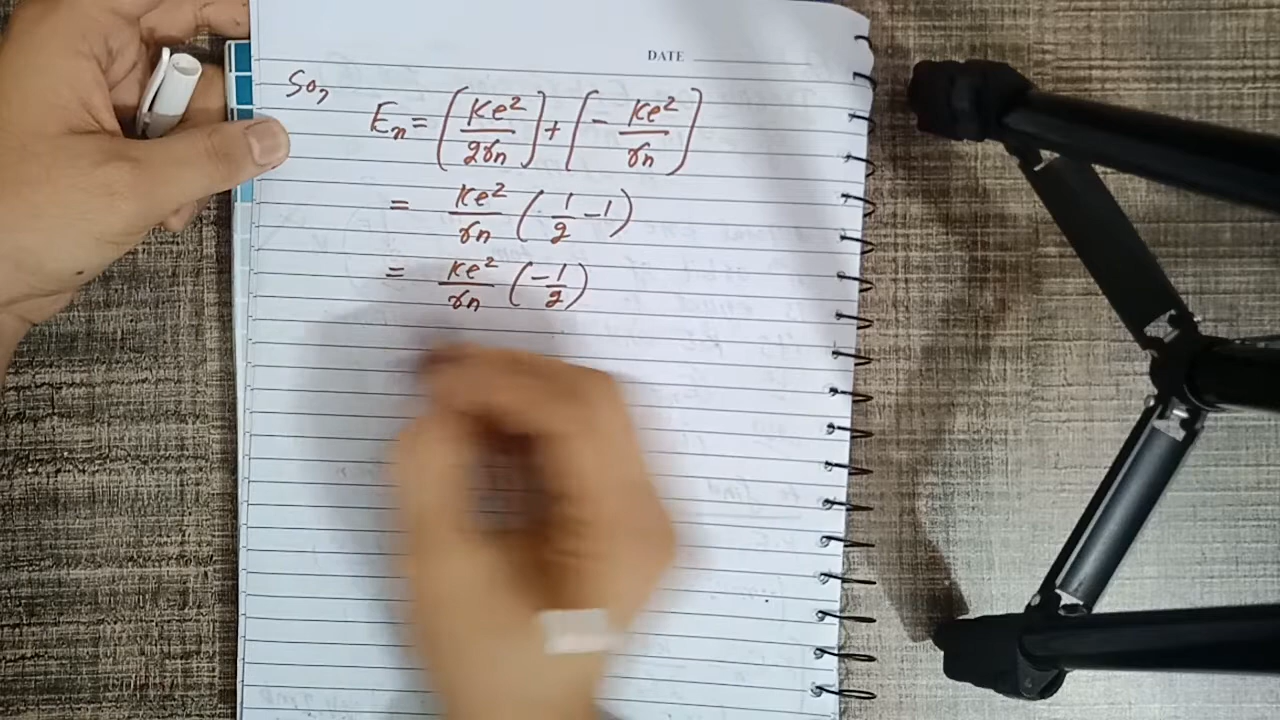 DATE
So,
En = (Ke²/2rn) + (- Ke²/rn)
= Ke²/rn (1/2 - 1)
= Ke²/rn (-1/2)